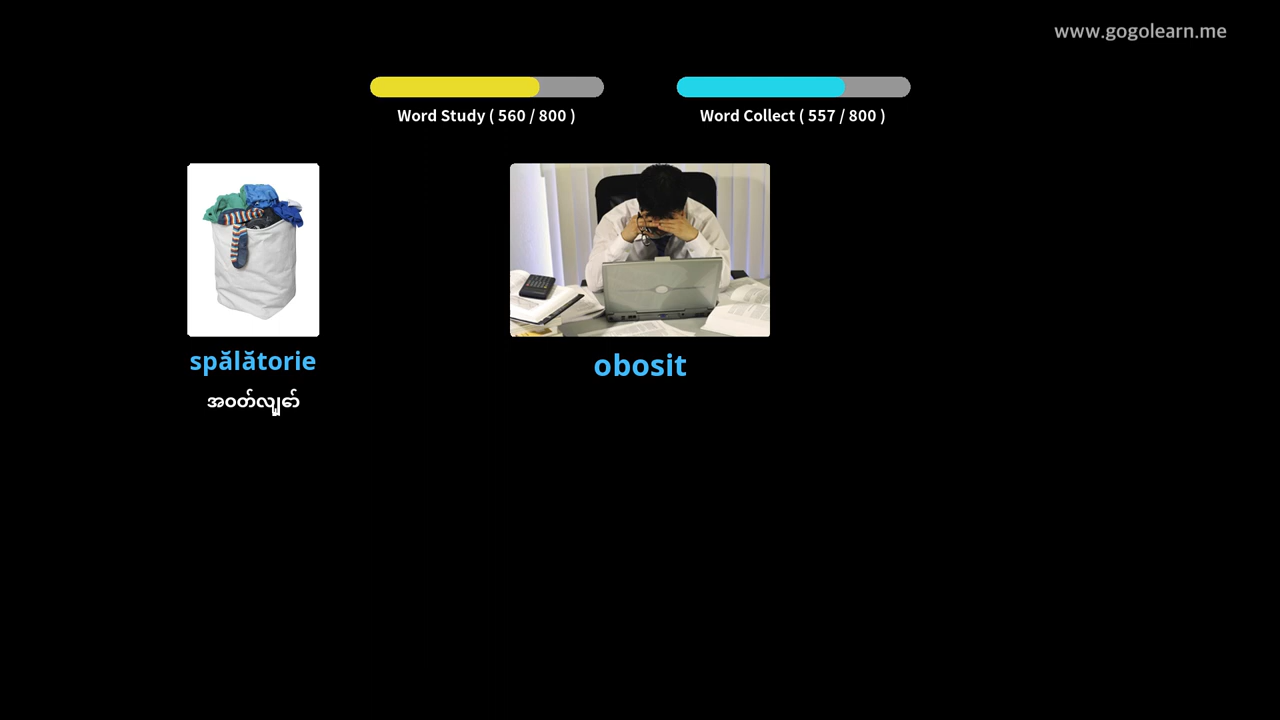 www.gogolearn.me
Word Study ( 560 / 800 )
Word Collect ( 557 / 800 )
spălătorie
အဝတ်လျှော်
obosit